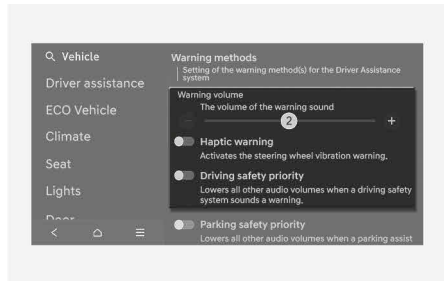 Vehicle
Driver assistance
ECO Vehicle
Climate
Seat
Lights
Door
Warning methods
Setting of the warning method(s) for the Driver Assistance
system
Warning volume
The volume of the warning sound
− 2 +
Haptic warning
Activates the steering wheel vibration warning.
Driving safety priority
Lowers all other audio volumes when a driving safety
system sounds a warning.
Parking safety priority
Lowers all other audio volumes when a parking assist